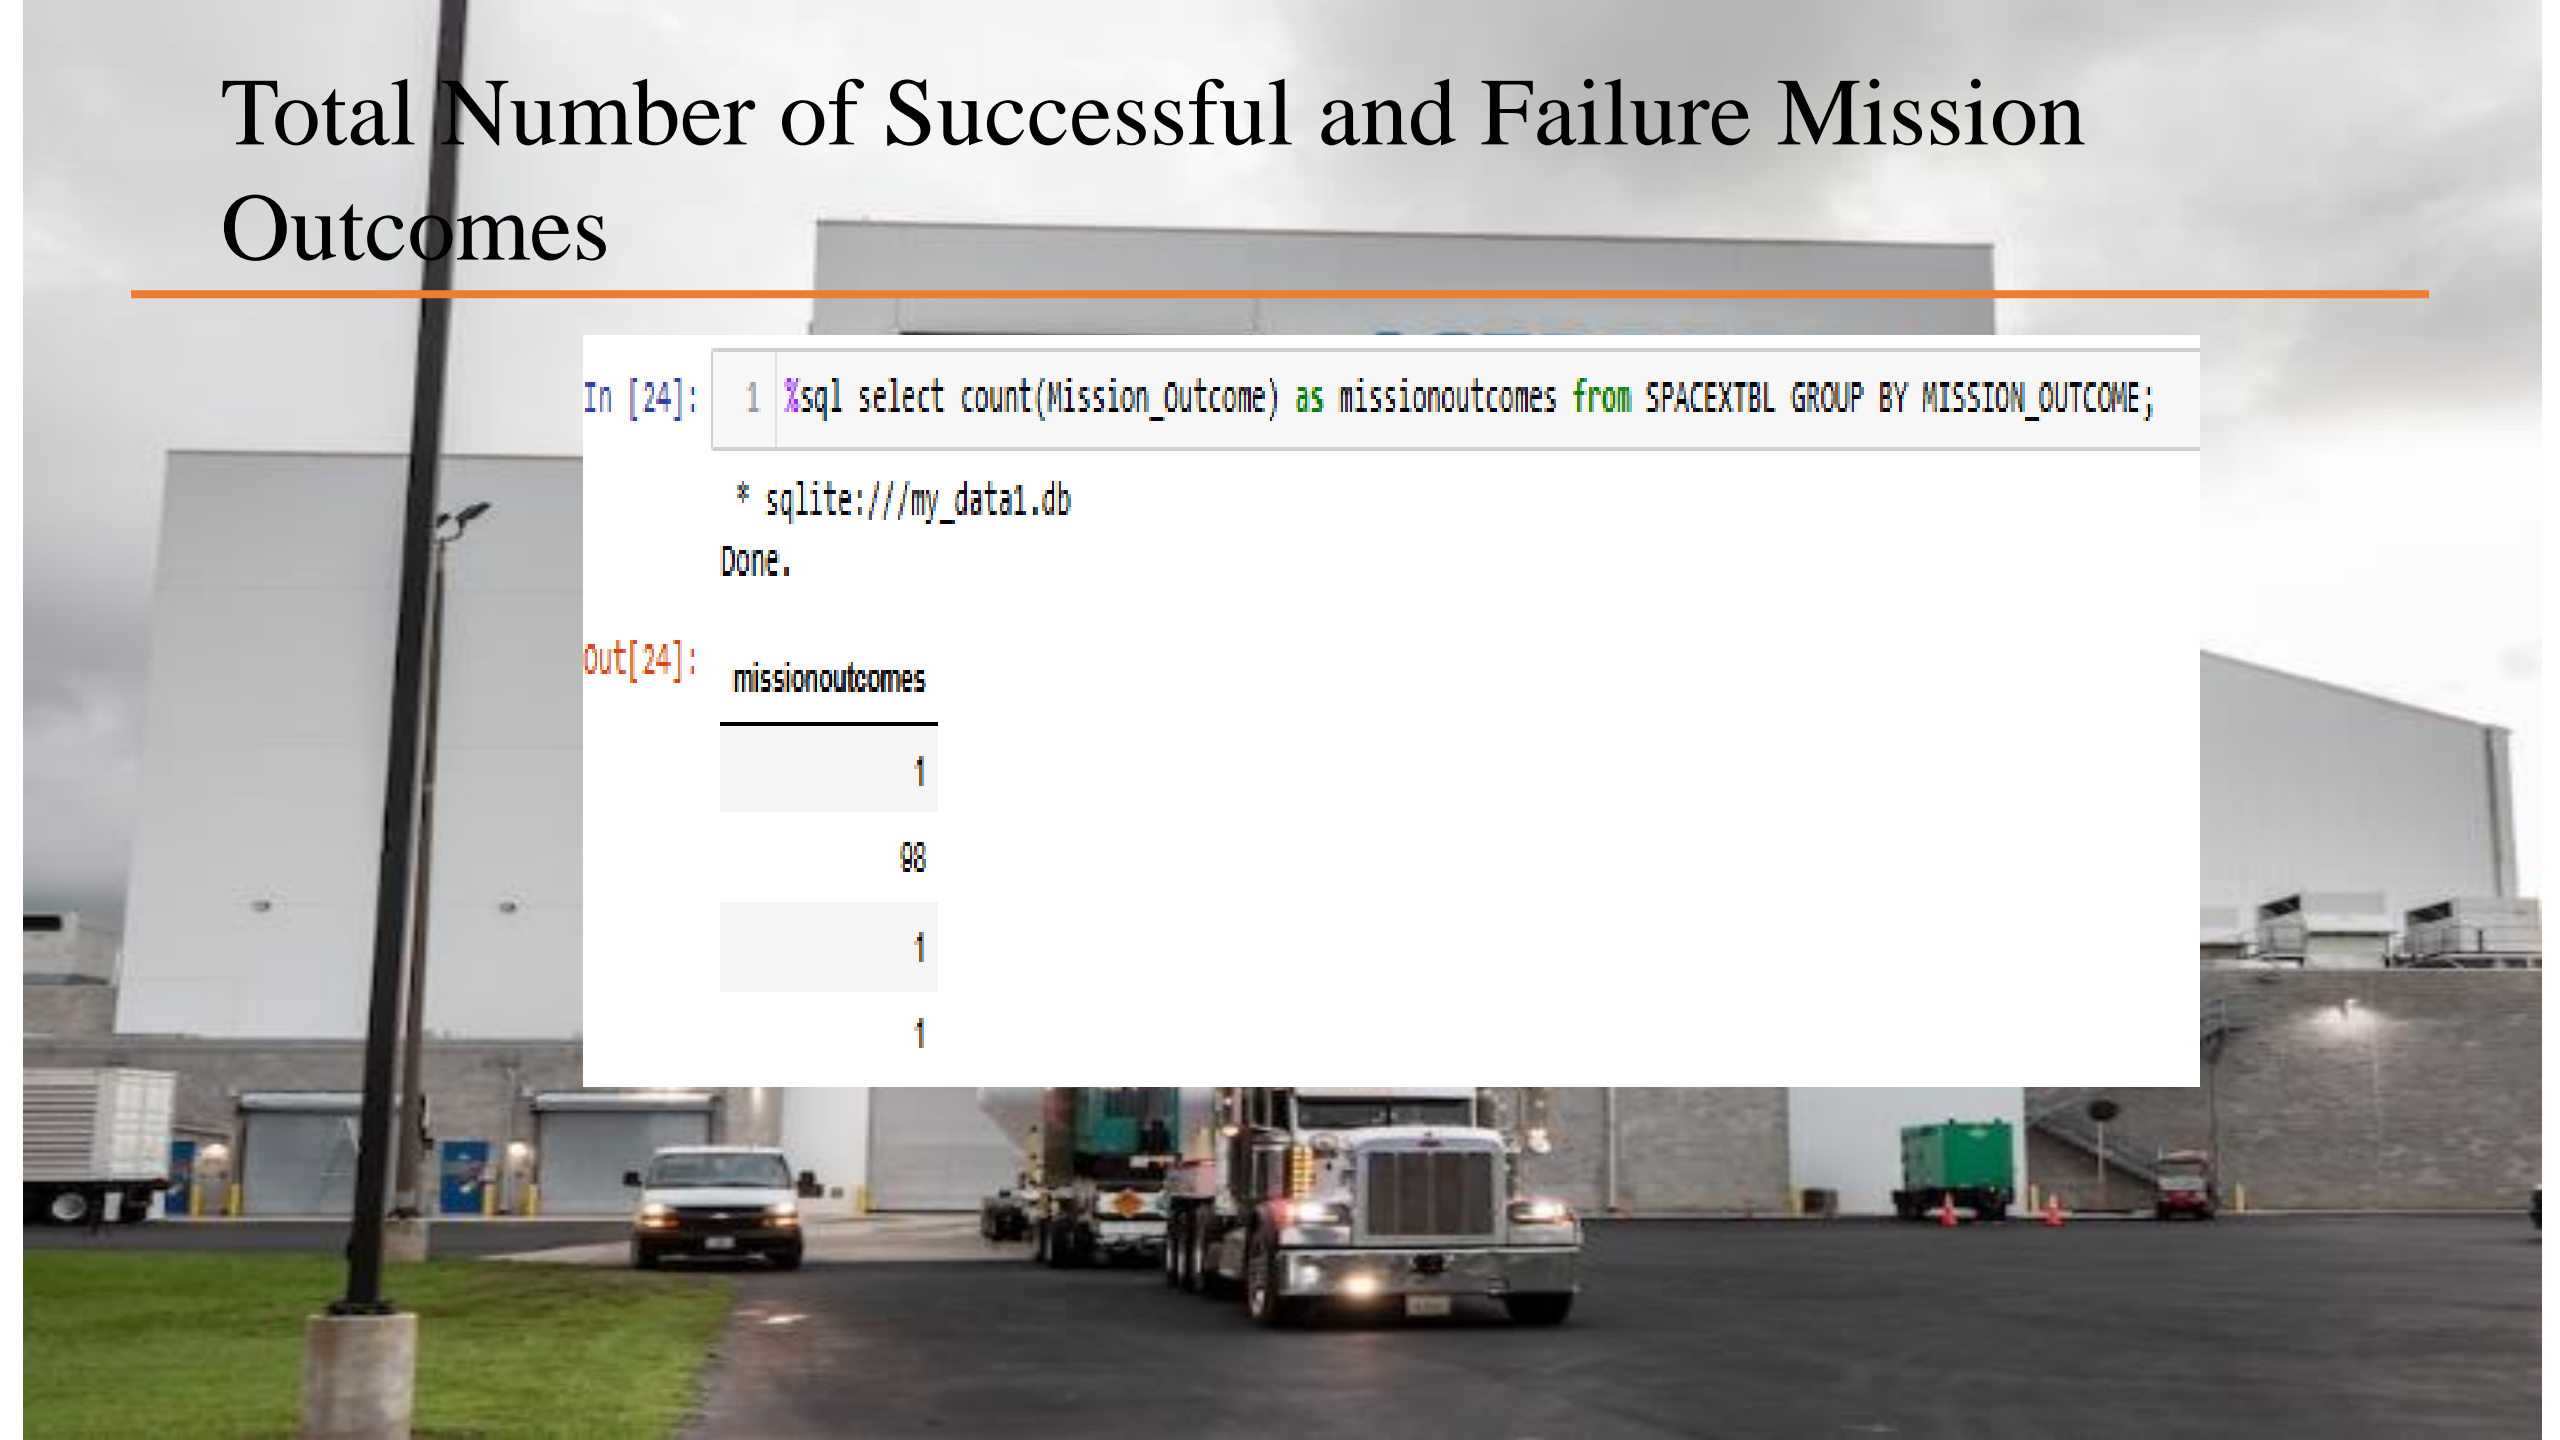 Total Number of Successful and Failure Mission
Outcomes
In [24]: 1 %sql select count(Mission_Outcome) as missionoutcomes from SPACEXTBL GROUP BY MISSION_OUTCOME;
* sqlite:///my_data1.db
Done.
Out[24]:
missionoutcomes
1
98
1
1